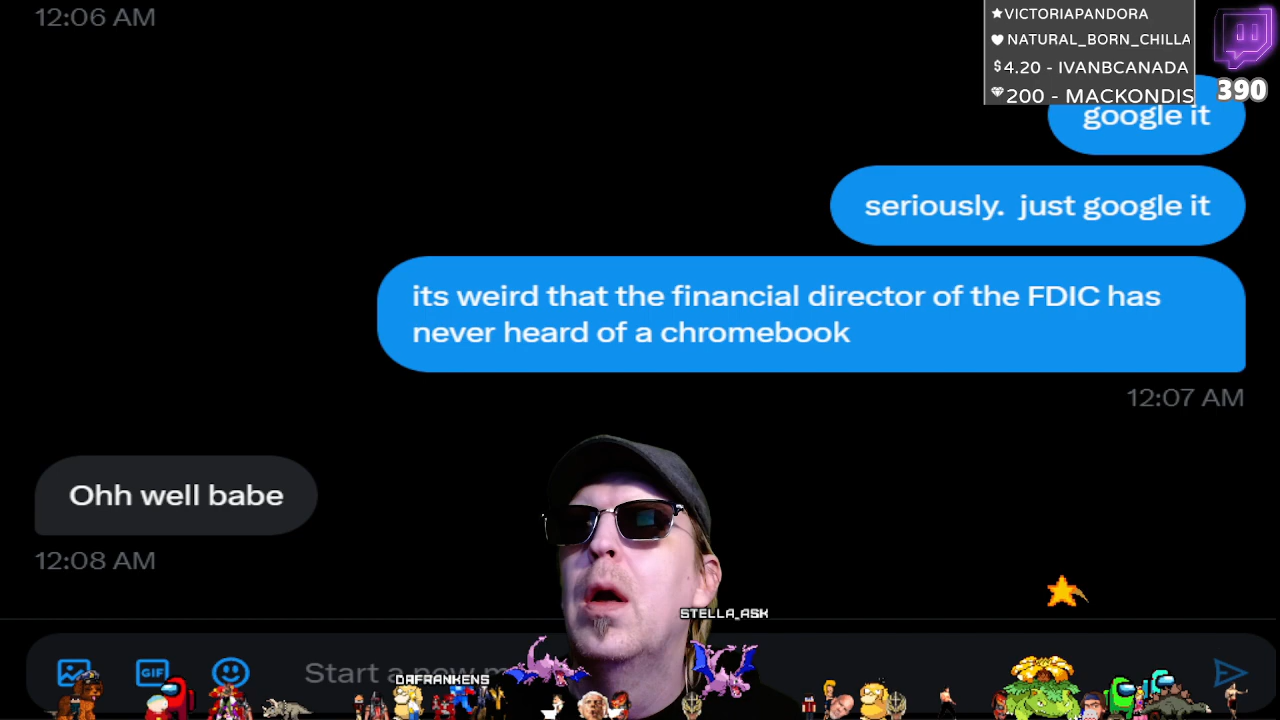 12:06 AM
VICTORIAPANDORA
NATURAL_BORN_CHILLA
$4.20 - IVANBCANADA
200 - MACKONDIS
390
google it
seriously.  just google it
its weird that the financial director of the FDIC has
never heard of a chromebook
12:07 AM
Ohh well babe
12:08 AM
STELLA_ASK
GIF
Start a new m
DAFRANKENS